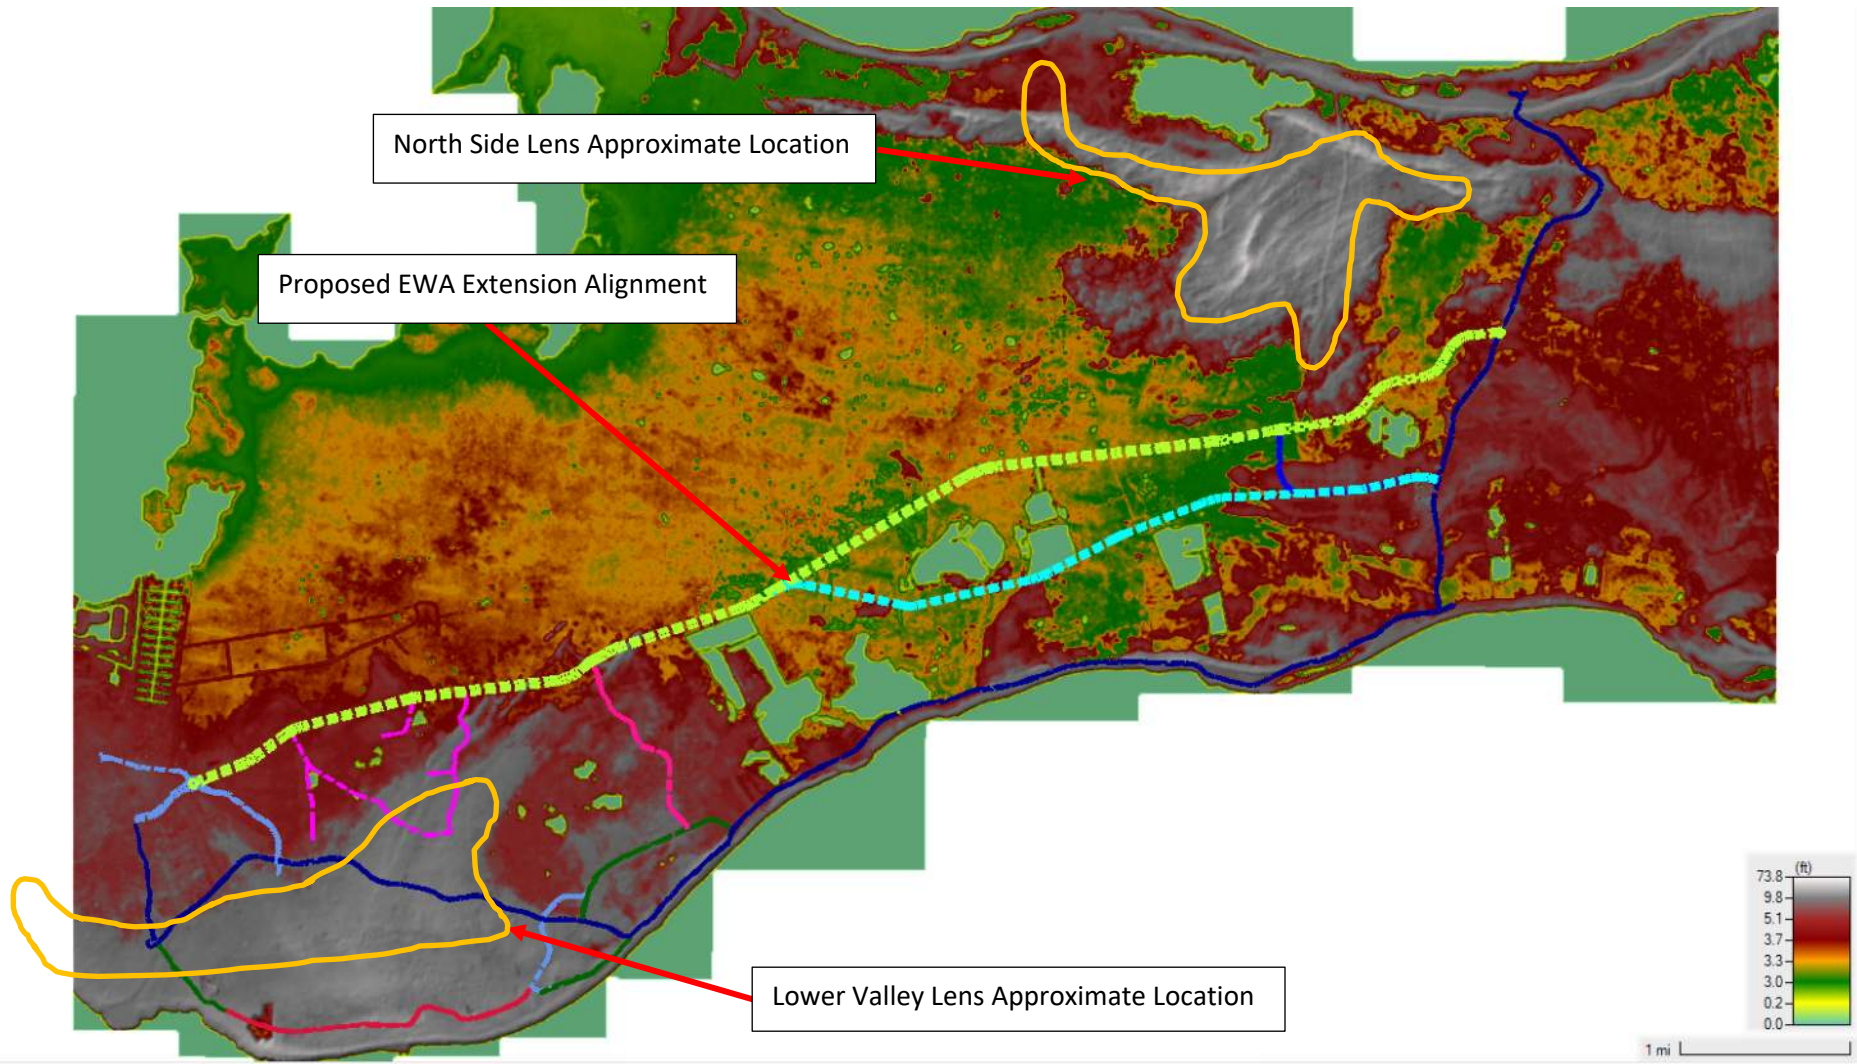 North Side Lens Approximate Location
Proposed EWA Extension Alignment
Lower Valley Lens Approximate Location
(ft)
73.8
9.8
5.1
3.7
3.3
3.0
0.2
0.0
1 mi